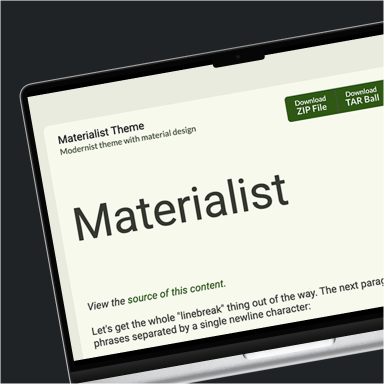 Materialist Theme
Modernist theme with material design
Download
ZIP File
Download
TAR Ball
Materialist
View the source of this content.
Let's get the whole "linebreak" thing out of the way. The next parag
phrases separated by a single newline character: